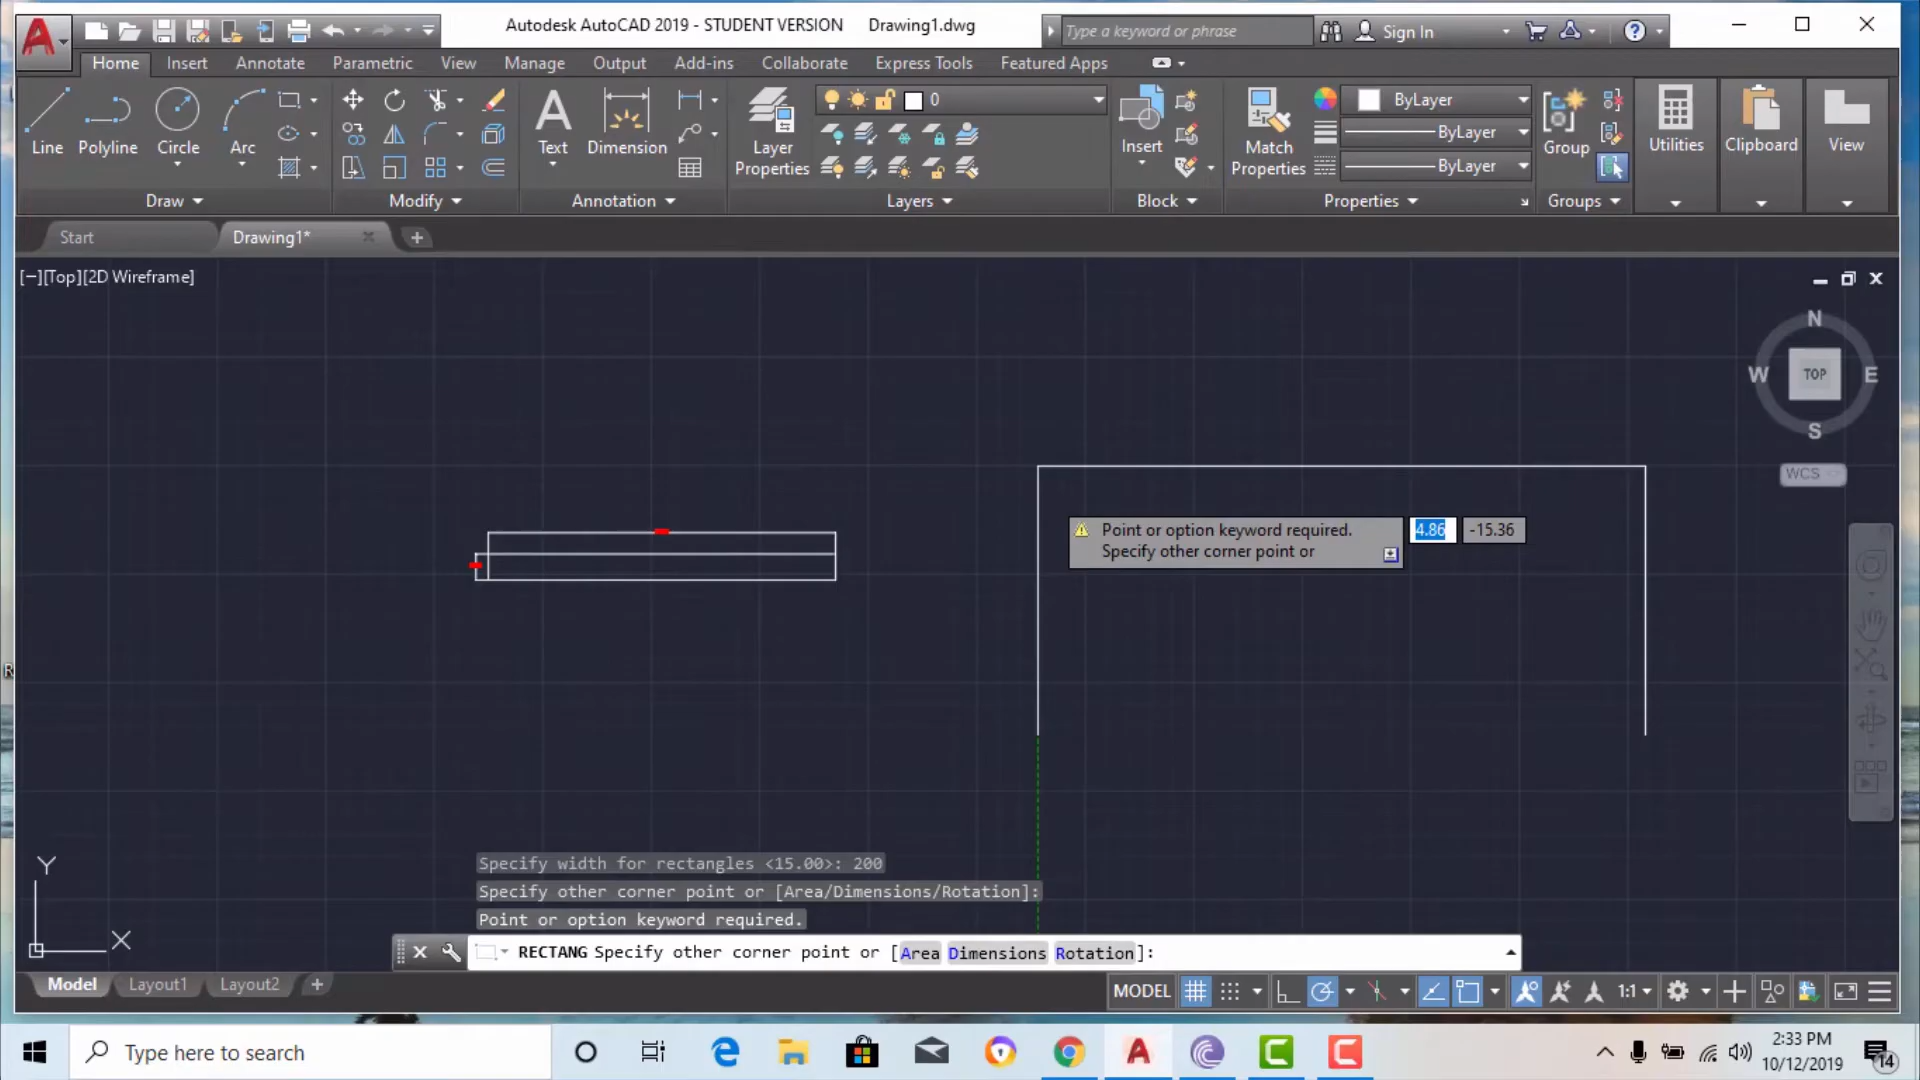 Autodesk AutoCAD 2019 - STUDENT VERSION Drawing1.dwg
Type a keyword or phrase
Sign In
Home Insert Annotate Parametric View Manage Output Add-ins Collaborate Express Tools Featured Apps
Line Polyline Circle Arc
Text Dimension
Layer Properties
0
Insert
Match Properties
ByLayer
ByLayer
ByLayer
Group
Utilities
Clipboard
View
Draw Modify Annotation Layers Block Properties Groups
Start Drawing1*
[−][Top][2D Wireframe]
N
W TOP E
S
WCS
Point or option keyword required. 4.86 -15.36
Specify other corner point or
R
Y
X
Specify width for rectangles <15.00>: 200
Specify other corner point or [Area/Dimensions/Rotation]:
Point or option keyword required.
RECTANG Specify other corner point or [Area Dimensions Rotation]:
Model Layout1 Layout2
MODEL 1:1
Type here to search
2:33 PM
10/12/2019
14